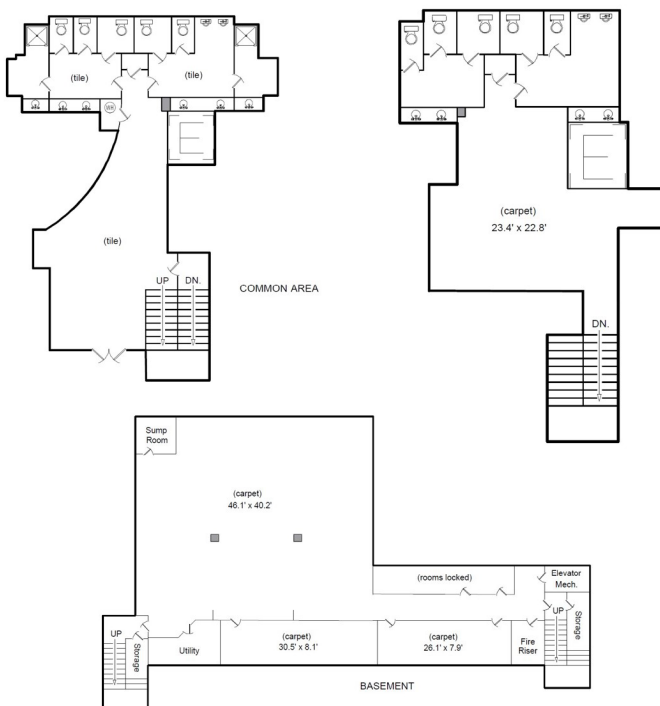 (tile)
(tile)
WH
(tile)
UP
DN.
COMMON AREA
(carpet)
23.4' x 22.8'
DN.
Sump
Room
(carpet)
46.1' x 40.2'
(rooms locked)
Elevator
Mech.
UP
Storage
Utility
(carpet)
30.5' x 8.1'
(carpet)
26.1' x 7.9'
Fire
Riser
UP
Storage
BASEMENT